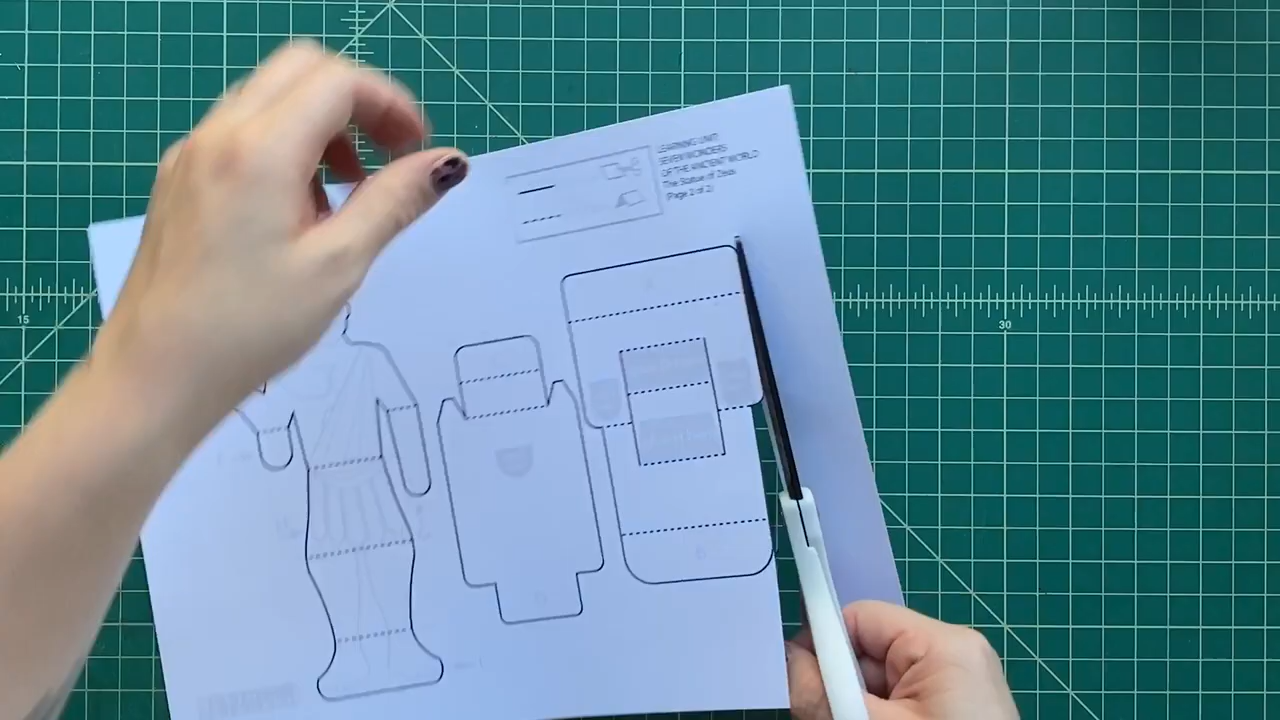 LEARNING UNIT:
SEVEN WONDERS
OF THE ANCIENT WORLD
The Statue of Zeus
(Page 2 of 2)
15
30